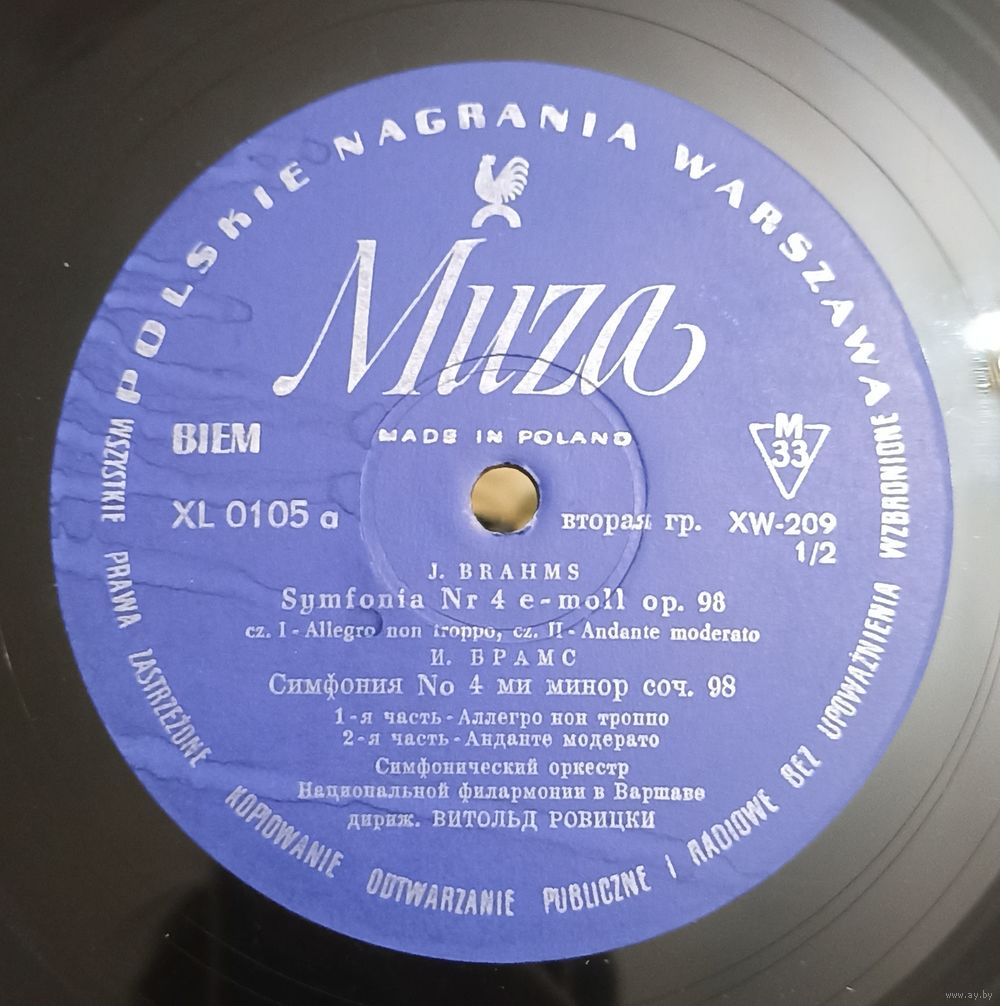 POLSKIE NAGRANIA WARSZAWA
Muza
BIEM
MADE IN POLAND
M
33
XL 0105 a
вторая гр.
XW-209
1/2
J. BRAHMS
Symfonia Nr 4 e-moll op. 98
cz. I - Allegro non troppo, cz. II - Andante moderato
И. БРАМС
Симфония No 4 ми минор соч. 98
1-я часть - Аллегро нон троппо
2-я часть - Анданте модерато
Симфонический оркестр
Национальной филармонии в Варшаве
дириж. ВИТОЛЬД РОВИЦКИ
WSZYSTKIE PRAWA ZASTRZEŻONE KOPIOWANIE ODTWARZANIE PUBLICZNE I RADIOWE BEZ UPOWAŻNIENIA WZBRONIONE
www.ay.by